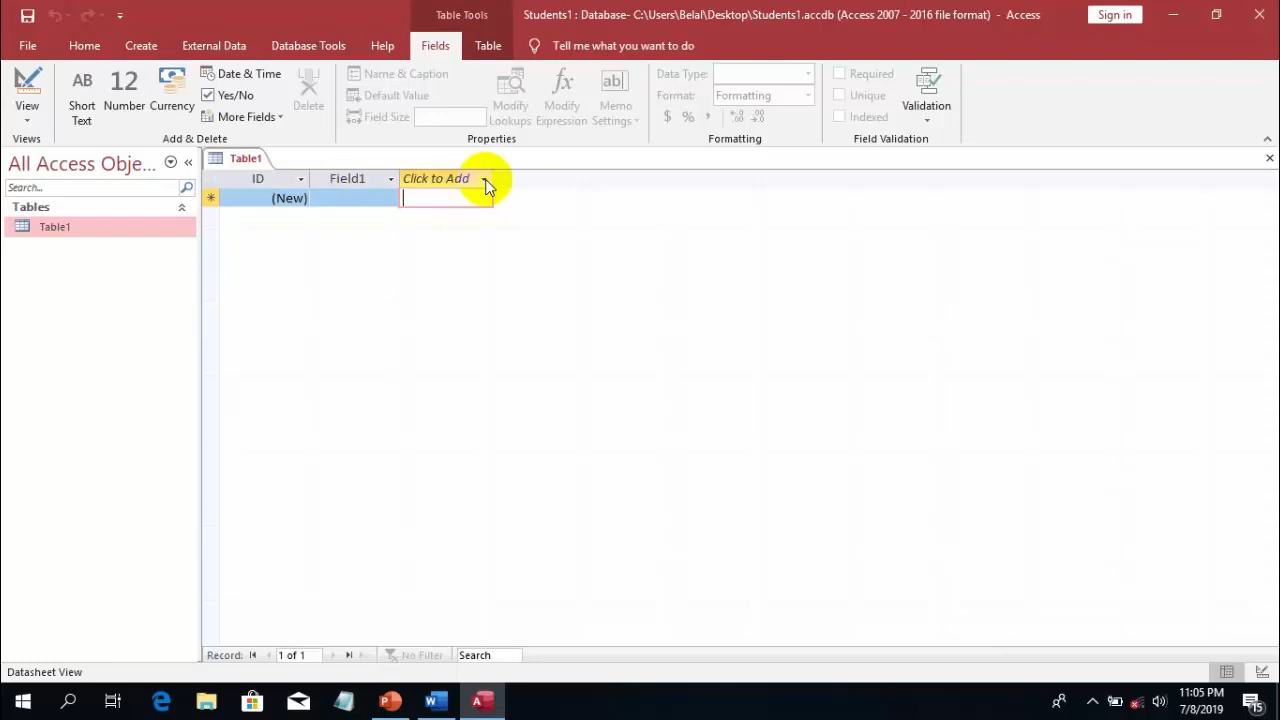 Table Tools
Students1 : Database- C:\Users\Belal\Desktop\Students1.accdb (Access 2007 - 2016 file format) - Access
Sign in
File Home Create External Data Database Tools Help Fields Table Tell me what you want to do
View
Views
AB
Short Text
12
Number
Currency
Date & Time
Yes/No
More Fields
Delete
Add & Delete
Name & Caption
Default Value
Field Size
Modify Lookups
fx
Modify Expression
ab
Memo Settings
Properties
Data Type:
Format: Formatting
$ % ,
Formatting
Required
Unique
Indexed
Validation
Field Validation
All Access Obje...
Search...
Tables
Table1
Table1
ID Field1 Click to Add
(New)
Record: 1 of 1 No Filter Search
Datasheet View
11:05 PM
7/8/2019
15